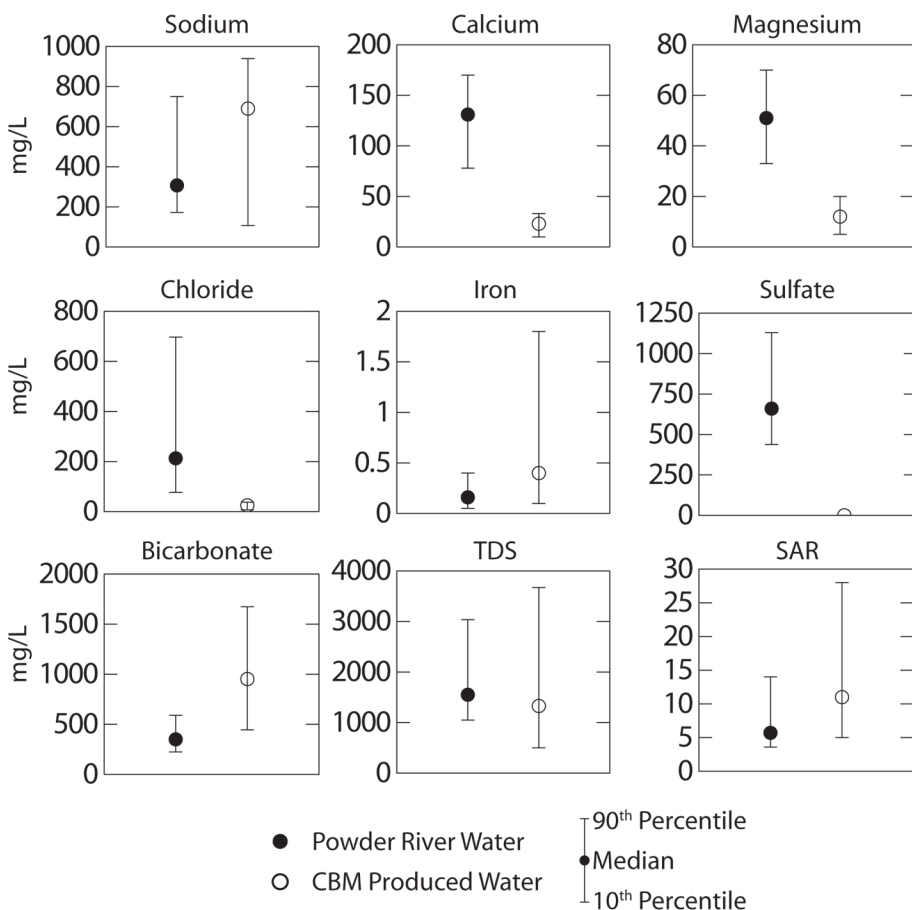 Sodium
Calcium
Magnesium
mg/L
1000
800
600
400
200
0
200
150
100
50
0
80
60
40
20
0
Chloride
Iron
Sulfate
mg/L
800
600
400
200
0
2
1.5
1
0.5
0
1250
1000
750
500
250
0
Bicarbonate
TDS
SAR
mg/L
2000
1500
1000
500
0
4000
3000
2000
1000
0
30
25
20
15
10
5
0
Powder River Water
CBM Produced Water
90th Percentile
Median
10th Percentile